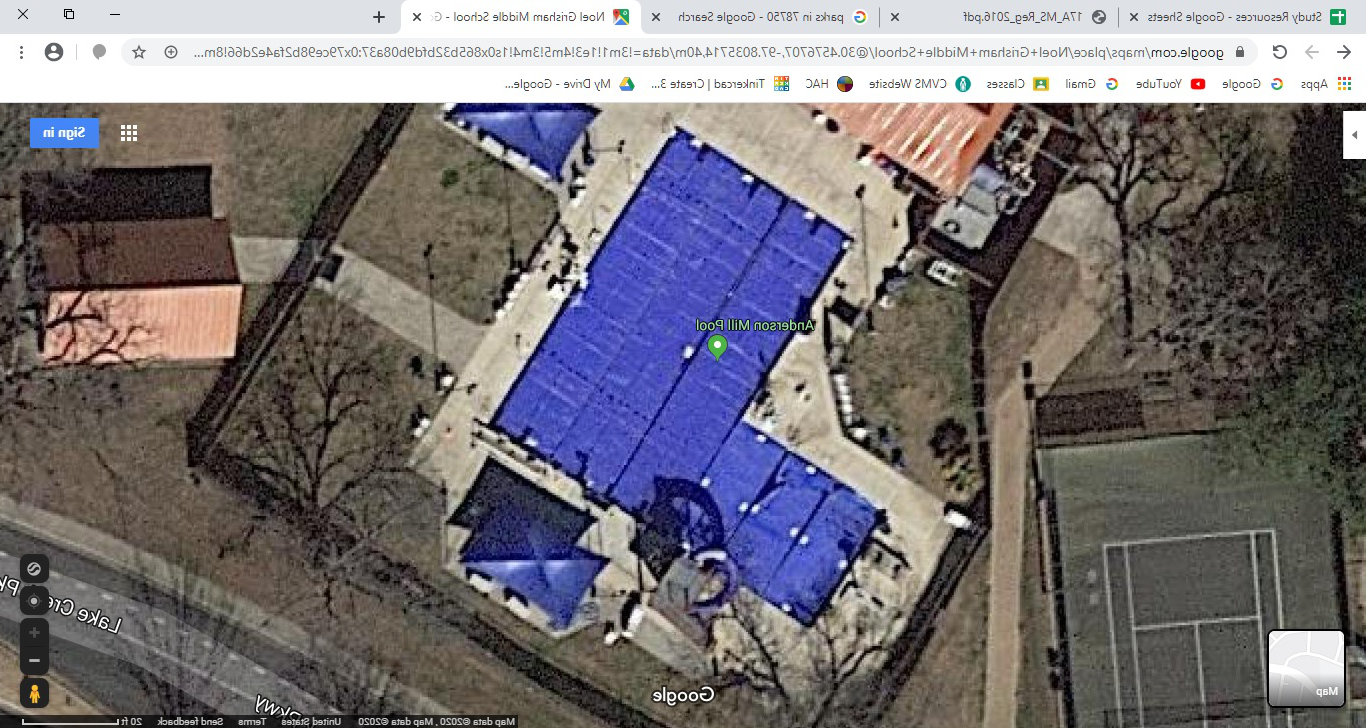 Study Resources - Google Sheets
17A_MS_Reg_2016.pdf
parks in 78750 - Google Search
Noel Grisham Middle School - G
google.com/maps/place/Noel+Grisham+Middle+School/@30.4576707,-97.8035714,40m/data=!3m1!1e3!4m5!3m4!1s0x865b32bfd9b08a37:0x79ce98b2fa4e2d66!8m...
Apps Google YouTube Gmail Classes CVMS Website HAC Tinkercad | Create 3... My Drive - Google...
Sign in
Anderson Mill Pool
Lake Cre
Pk
kwy
Map
Google
Map data ©2020 , Map data ©2020 United States Terms Send feedback 20 ft